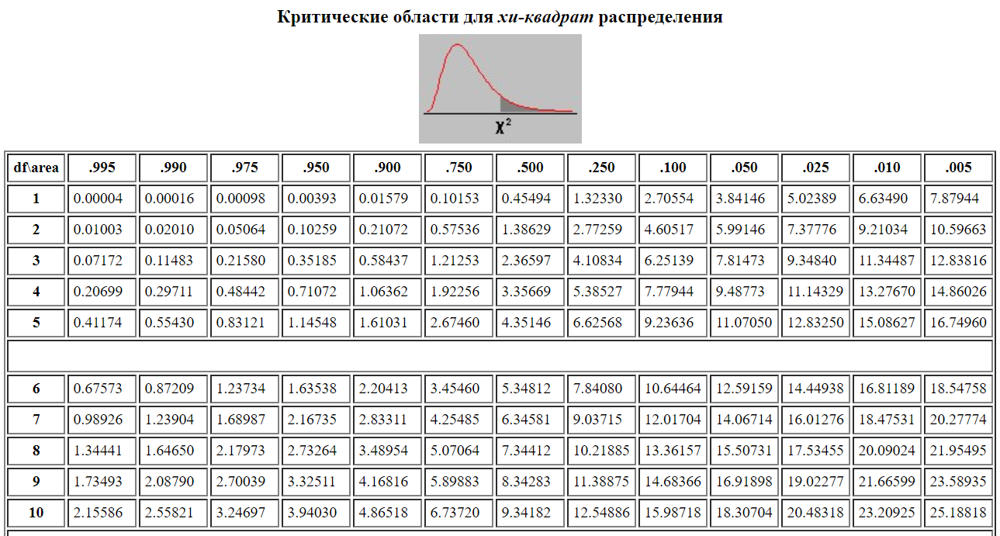 Критические области для хи-квадрат распределения
χ²
df\area .995 .990 .975 .950 .900 .750 .500 .250 .100 .050 .025 .010 .005
1 0.00004 0.00016 0.00098 0.00393 0.01579 0.10153 0.45494 1.32330 2.70554 3.84146 5.02389 6.63490 7.87944
2 0.01003 0.02010 0.05064 0.10259 0.21072 0.57536 1.38629 2.77259 4.60517 5.99146 7.37776 9.21034 10.59663
3 0.07172 0.11483 0.21580 0.35185 0.58437 1.21253 2.36597 4.10834 6.25139 7.81473 9.34840 11.34487 12.83816
4 0.20699 0.29711 0.48442 0.71072 1.06362 1.92256 3.35669 5.38527 7.77944 9.48773 11.14329 13.27670 14.86026
5 0.41174 0.55430 0.83121 1.14548 1.61031 2.67460 4.35146 6.62568 9.23636 11.07050 12.83250 15.08627 16.74960
6 0.67573 0.87209 1.23734 1.63538 2.20413 3.45460 5.34812 7.84080 10.64464 12.59159 14.44938 16.81189 18.54758
7 0.98926 1.23904 1.68987 2.16735 2.83311 4.25485 6.34581 9.03715 12.01704 14.06714 16.01276 18.47531 20.27774
8 1.34441 1.64650 2.17973 2.73264 3.48954 5.07064 7.34412 10.21885 13.36157 15.50731 17.53455 20.09024 21.95495
9 1.73493 2.08790 2.70039 3.32511 4.16816 5.89883 8.34283 11.38875 14.68366 16.91898 19.02277 21.66599 23.58935
10 2.15586 2.55821 3.24697 3.94030 4.86518 6.73720 9.34182 12.54886 15.98718 18.30704 20.48318 23.20925 25.18818